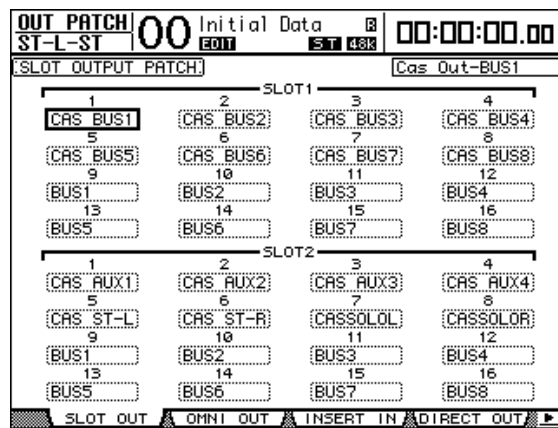 OUT PATCH 00 Initial Data R 00:00:00.00
ST-L-ST EDIT ST 48k
SLOT OUTPUT PATCH Cas Out-BUS1
SLOT1
1 2 3 4
CAS BUS1 CAS BUS2 CAS BUS3 CAS BUS4
5 6 7 8
CAS BUS5 CAS BUS6 CAS BUS7 CAS BUS8
9 10 11 12
BUS1 BUS2 BUS3 BUS4
13 14 15 16
BUS5 BUS6 BUS7 BUS8
SLOT2
1 2 3 4
CAS AUX1 CAS AUX2 CAS AUX3 CAS AUX4
5 6 7 8
CAS ST-L CAS ST-R CASSOLOL CASSOLOR
9 10 11 12
BUS1 BUS2 BUS3 BUS4
13 14 15 16
BUS5 BUS6 BUS7 BUS8
SLOT OUT OMNI OUT INSERT IN DIRECT OUT